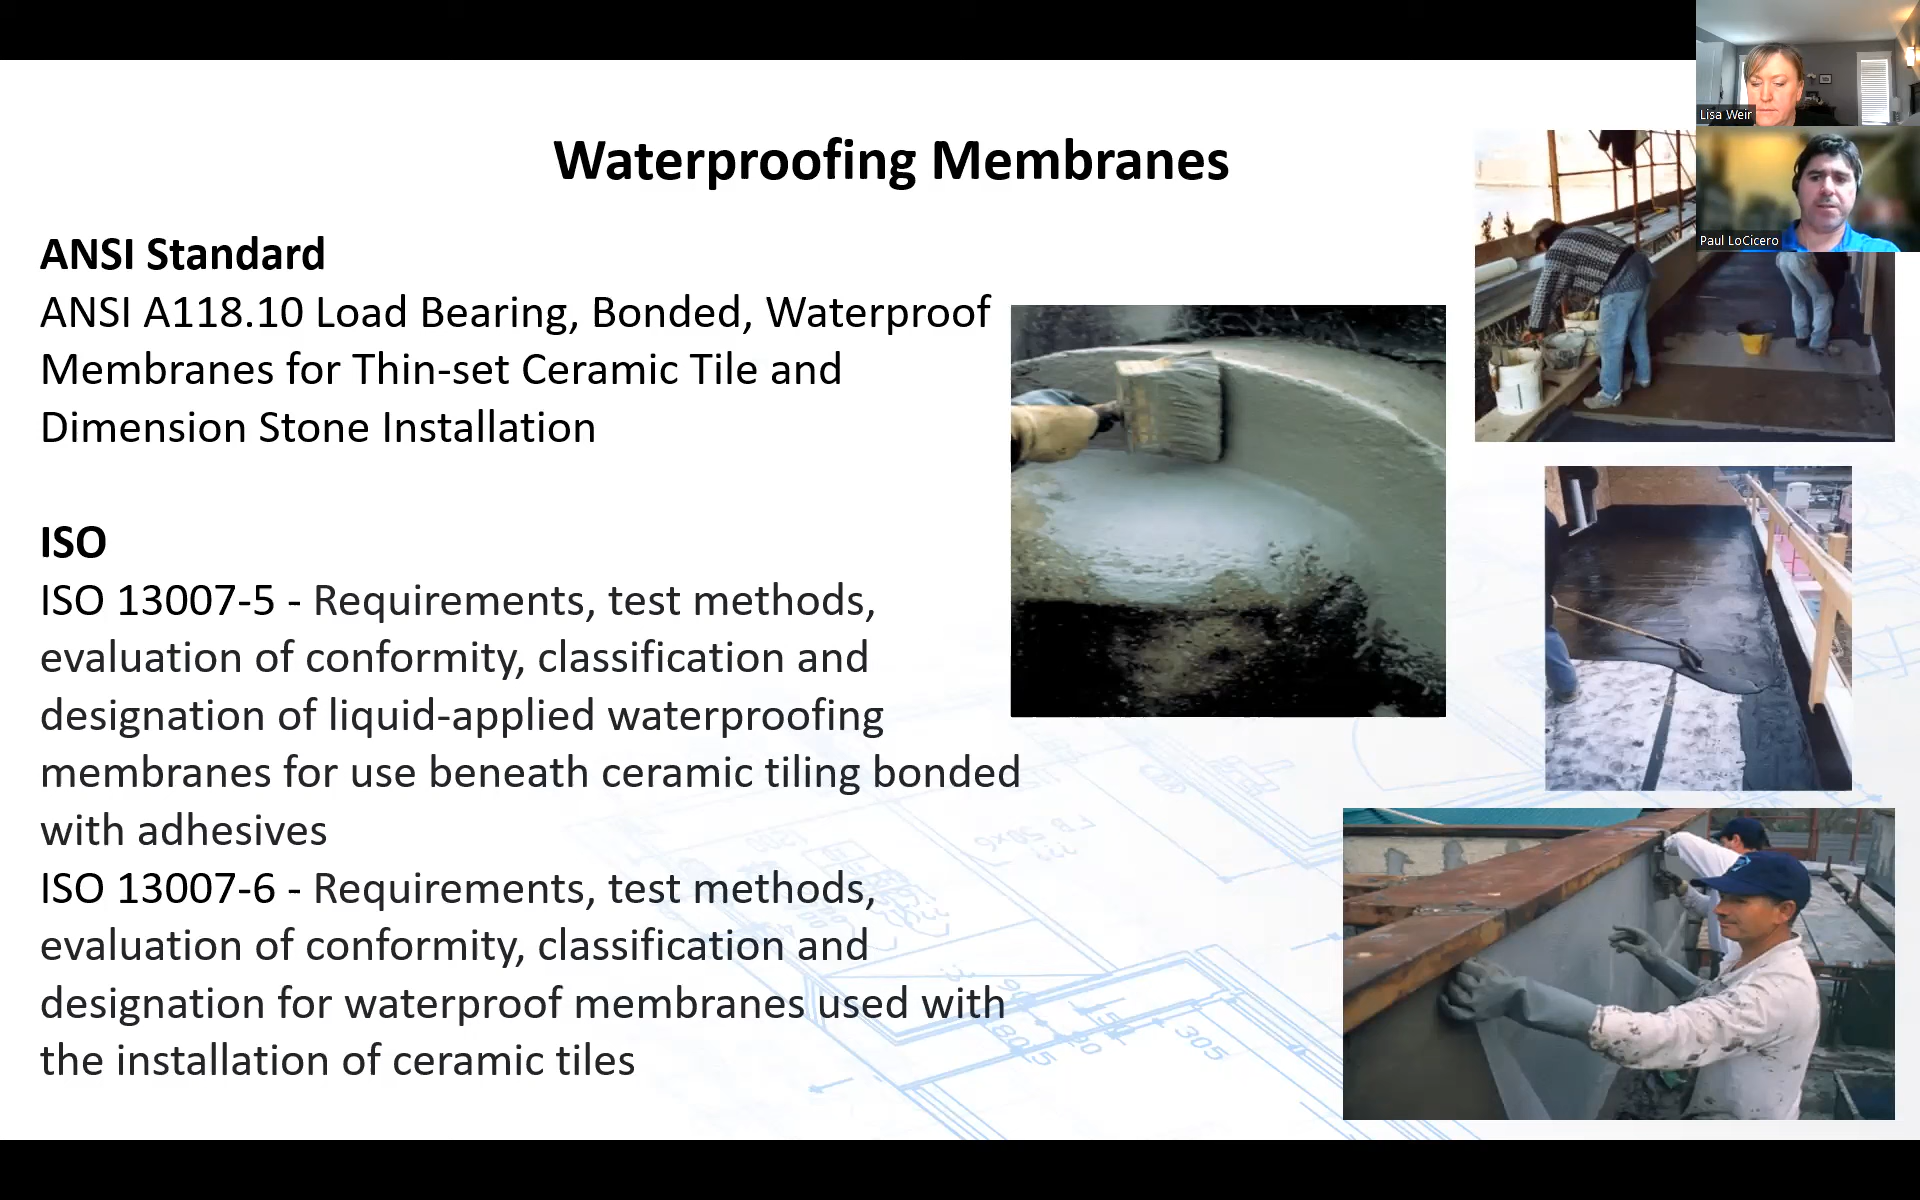 Waterproofing Membranes
Lisa Weir
Paul LoCicero
ANSI Standard
ANSI A118.10 Load Bearing, Bonded, Waterproof
Membranes for Thin-set Ceramic Tile and
Dimension Stone Installation
ISO
ISO 13007-5 - Requirements, test methods,
evaluation of conformity, classification and
designation of liquid-applied waterproofing
membranes for use beneath ceramic tiling bonded
with adhesives
ISO 13007-6 - Requirements, test methods,
evaluation of conformity, classification and
designation for waterproof membranes used with
the installation of ceramic tiles
305